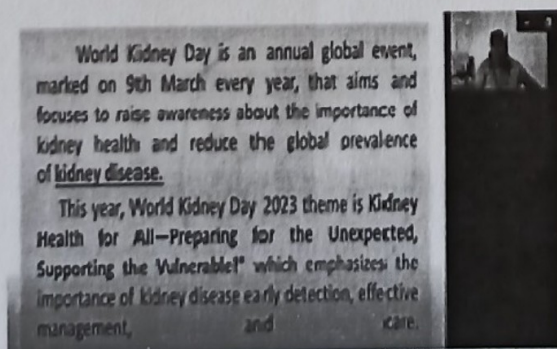 World Kidney Day is an annual global event,
marked on 9th March every year, that aims and
focuses to raise awareness about the importance of
kidney health and reduce the global prevalence
of kidney disease.
This year, World Kidney Day 2023 theme is Kidney
Health for All—Preparing for the Unexpected,
Supporting the Vulnerable!" which emphasizes the
importance of kidney disease early detection, effective
management, and care.